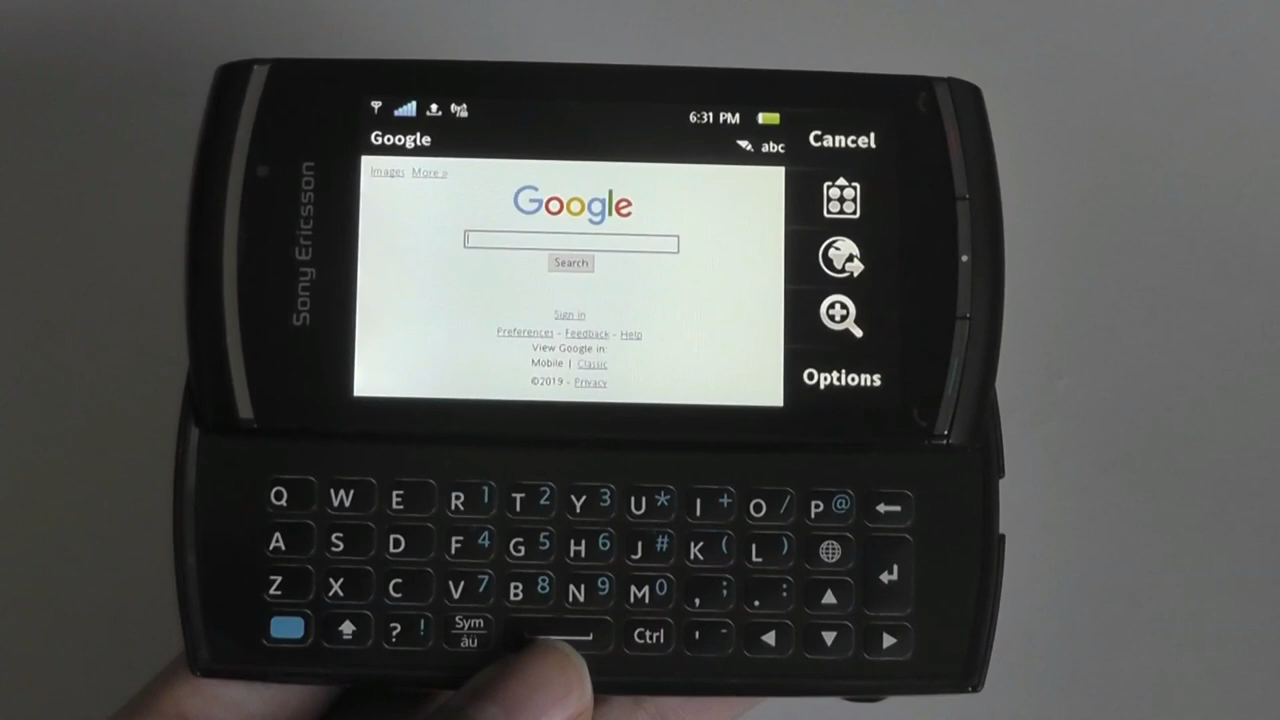 Sony Ericsson
6:31 PM
Google
abc
Cancel
Images More »
Google
Search
Sign in
Preferences - Feedback - Help
View Google in:
Mobile | Classic
©2019 - Privacy
Options
Q W E R 1 T 2 Y 3 U * I + O / P @
A S D F 4 G 5 H 6 J # K ( L )
Z X C V 7 B 8 N 9 M 0 , ; . :
? ! Sym áü Ctrl ' -